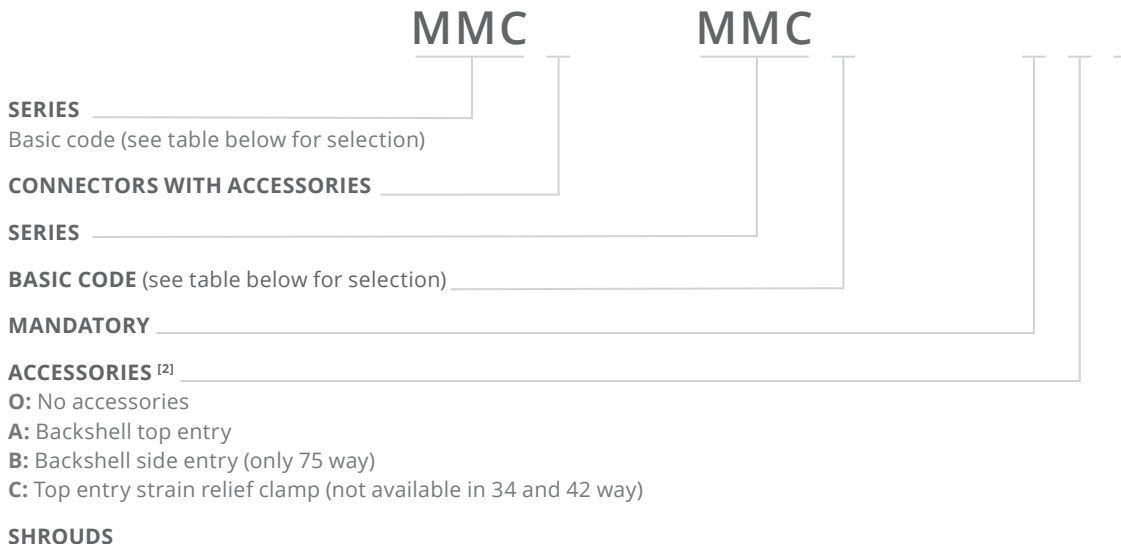 MMC MMC
SERIES
Basic code (see table below for selection)
CONNECTORS WITH ACCESSORIES
SERIES
BASIC CODE (see table below for selection)
MANDATORY
ACCESSORIES [2]
O: No accessories
A: Backshell top entry
B: Backshell side entry (only 75 way)
C: Top entry strain relief clamp (not available in 34 and 42 way)
SHROUDS